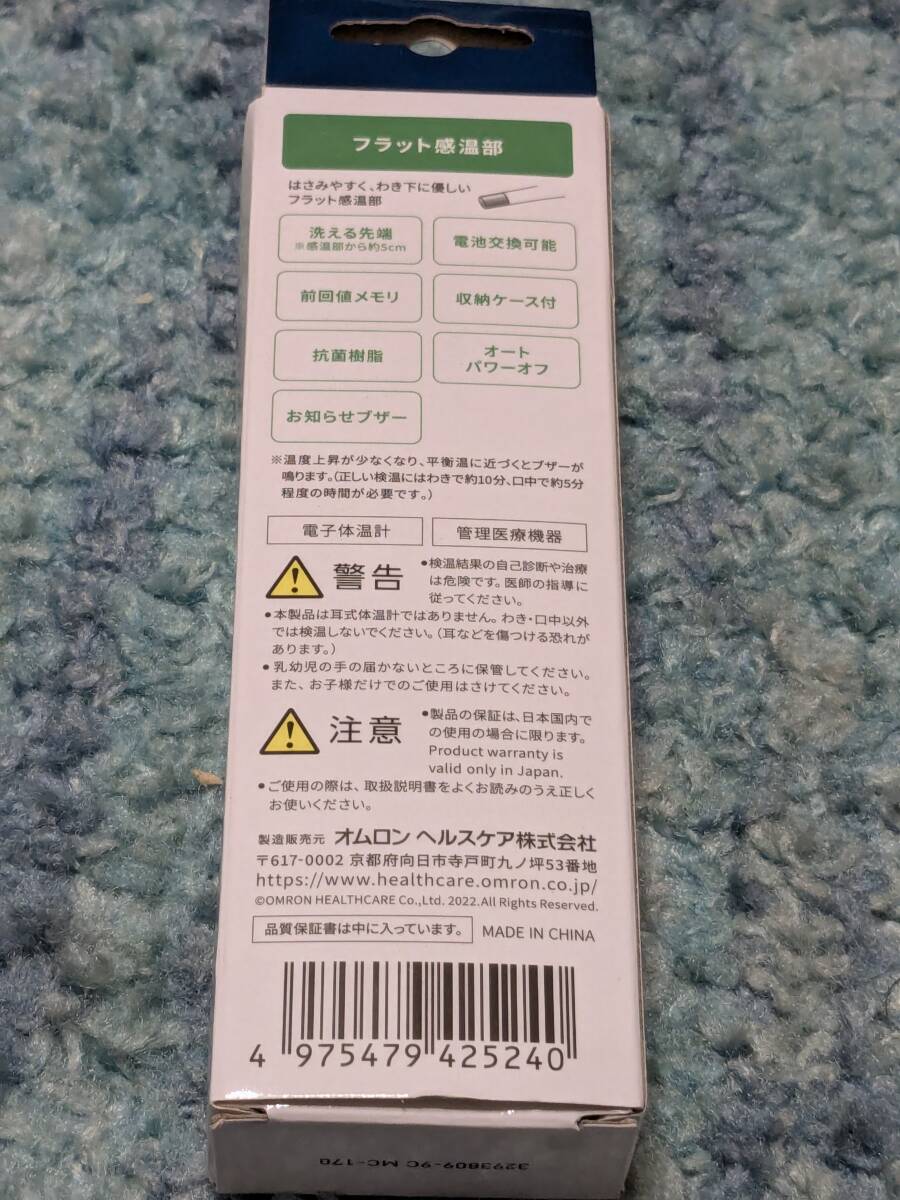 フラット感温部
はさみやすく、わき下に優しい
フラット感温部
洗える先端
※感温部から約5cm
電池交換可能
前回値メモリ
収納ケース付
抗菌樹脂
オート
パワーオフ
お知らせブザー
※温度上昇が少なくなり、平衡温に近づくとブザーが
鳴ります。(正しい検温にはわきで約10分、口中で約5分
程度の時間が必要です。)
電子体温計
管理医療機器
警告
●検温結果の自己診断や治療
は危険です。医師の指導に
従ってください。
●本製品は耳式体温計ではありません。わき・口中以外
では検温しないでください。(耳などを傷つける恐れが
あります。)
●乳幼児の手の届かないところに保管してください。
また、お子様だけでのご使用はさけてください。
注意
●製品の保証は、日本国内で
の使用の場合に限ります。
Product warranty is
valid only in Japan.
●ご使用の際は、取扱説明書をよくお読みのうえ正しく
お使いください。
製造販売元 オムロン ヘルスケア株式会社
〒617-0002 京都府向日市寺戸町九ノ坪53番地
https://www.healthcare.omron.co.jp/
©OMRON HEALTHCARE Co.,Ltd. 2022.All Rights Reserved.
品質保証書は中に入っています。
MADE IN CHINA
4 975479 425240
3293809-9C MC-170